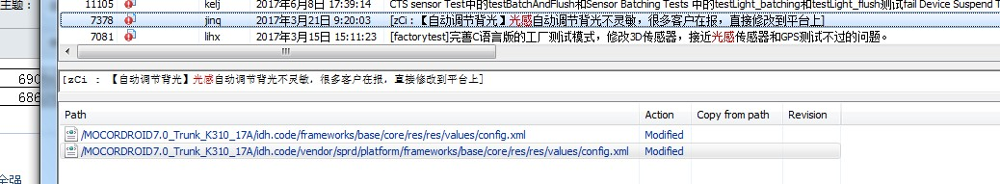 主题:
11105 kelj 2017年6月8日 17:39:14 CTS sensor Test中的testBatchAndFlush和Sensor Batching Tests 中的testLight_batching和testLight_flush测试fail Device Suspend T
7378 jinq 2017年3月21日 9:20:03 [zCi:【自动调节背光】光感自动调节背光不灵敏，很多客户在报，直接修改到平台上]
7081 lihx 2017年3月15日 15:11:23 [factorytest]完善C语言版的工厂测试模式，修改3D传感器，接近光感传感器和GPS测试不过的问题。
690
686
[zCi : 【自动调节背光】光感自动调节背光不灵敏，很多客户在报，直接修改到平台上]
Path Action Copy from path Revision
/MOCORDROID7.0_Trunk_K310_17A/idh.code/frameworks/base/core/res/res/values/config.xml Modified
/MOCORDROID7.0_Trunk_K310_17A/idh.code/vendor/sprd/platform/frameworks/base/core/res/res/values/config.xml Modified